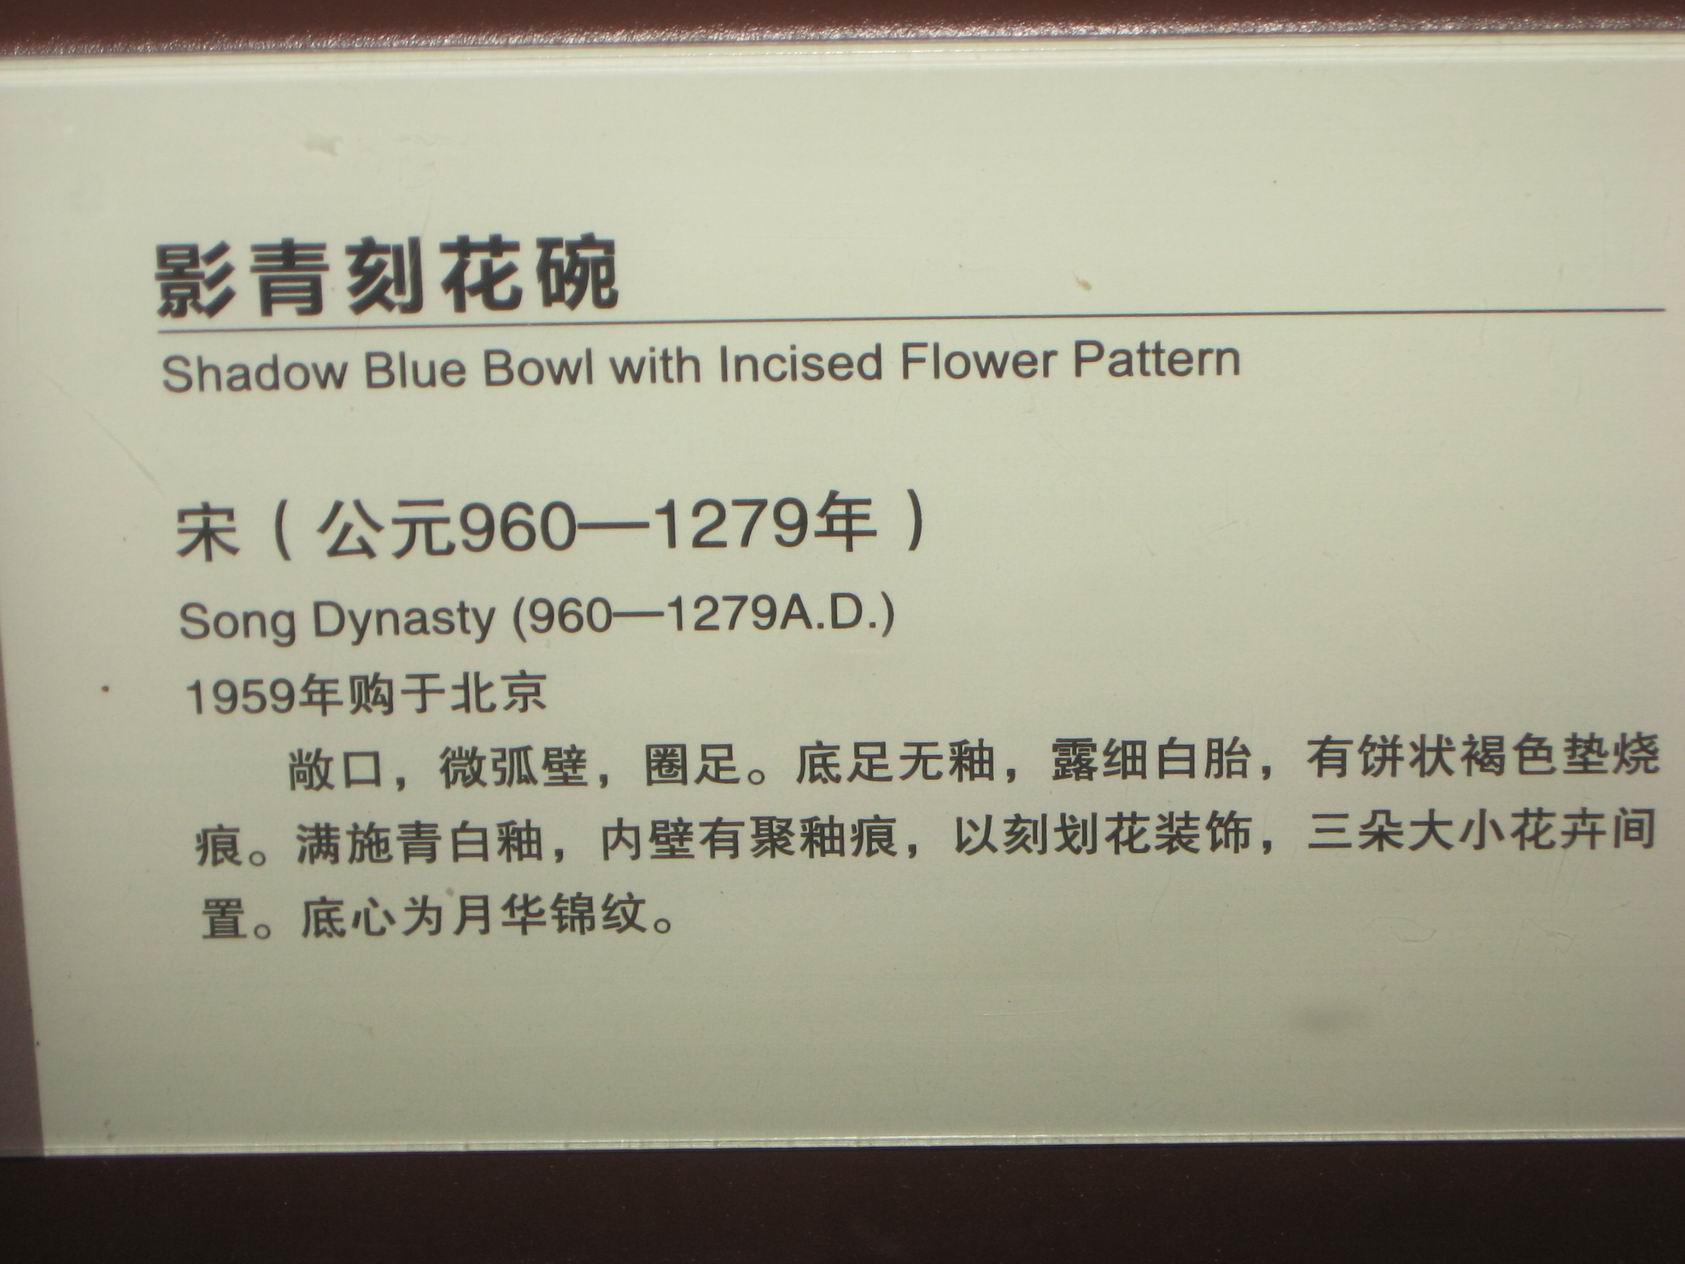 影青刻花碗
Shadow Blue Bowl with Incised Flower Pattern
宋（公元960—1279年）
Song Dynasty (960—1279A.D.)
1959年购于北京
敞口，微弧壁，圈足。底足无釉，露细白胎，有饼状褐色垫烧
痕。满施青白釉，内壁有聚釉痕，以刻划花装饰，三朵大小花卉间
置。底心为月华锦纹。